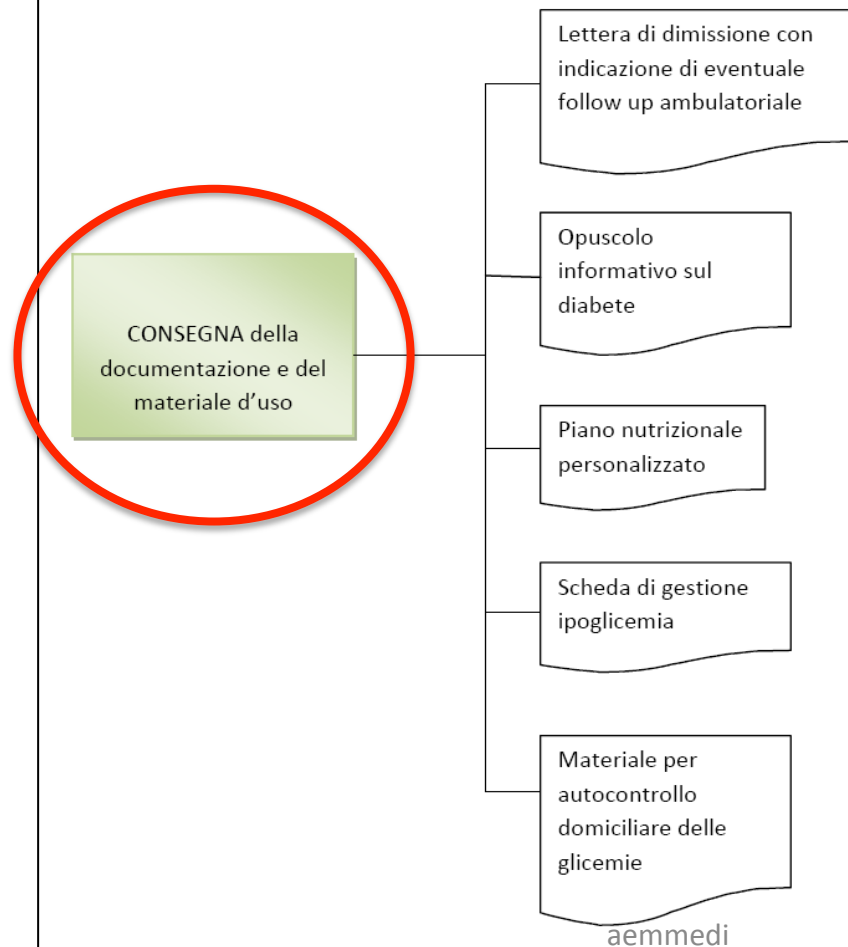 CONSEGNA della
documentazione e del
materiale d’uso
Lettera di dimissione con
indicazione di eventuale
follow up ambulatoriale
Opuscolo
informativo sul
diabete
Piano nutrizionale
personalizzato
Scheda di gestione
ipoglicemia
Materiale per
autocontrollo
domiciliare delle
glicemie
aemmedi